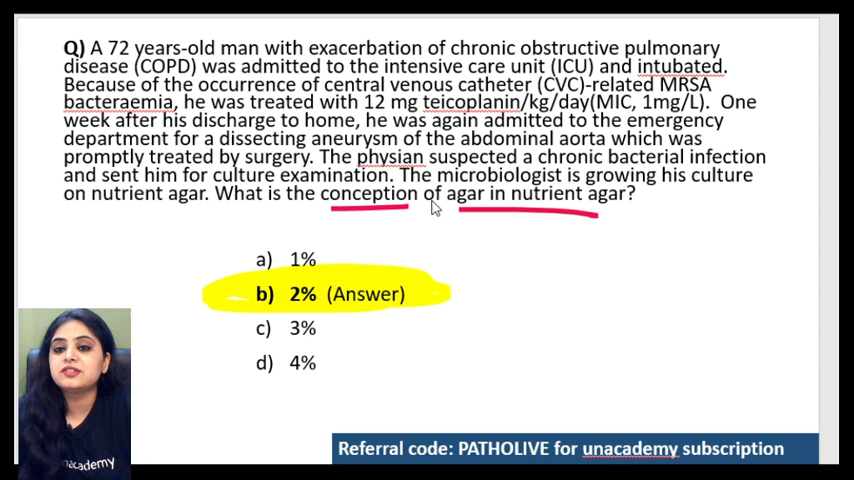 Q) A 72 years-old man with exacerbation of chronic obstructive pulmonary
disease (COPD) was admitted to the intensive care unit (ICU) and intubated.
Because of the occurrence of central venous catheter (CVC)-related MRSA
bacteraemia, he was treated with 12 mg teicoplanin/kg/day(MIC, 1mg/L). One
week after his discharge to home, he was again admitted to the emergency
department for a dissecting aneurysm of the abdominal aorta which was
promptly treated by surgery. The physian suspected a chronic bacterial infection
and sent him for culture examination. The microbiologist is growing his culture
on nutrient agar. What is the conception of agar in nutrient agar?
a) 1%
b) 2% (Answer)
c) 3%
d) 4%
unacademy
Referral code: PATHOLIVE for unacademy subscription